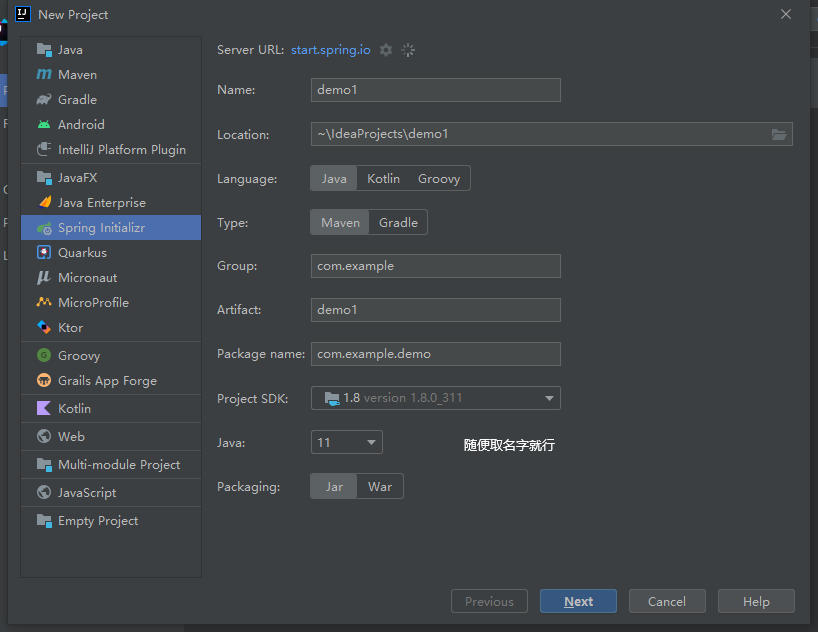 New Project
Java
Maven
Gradle
Android
IntelliJ Platform Plugin
JavaFX
Java Enterprise
Spring Initializr
Quarkus
Micronaut
MicroProfile
Ktor
Groovy
Grails App Forge
Kotlin
Web
Multi-module Project
JavaScript
Empty Project
Server URL: start.spring.io
Name: demo1
Location: ~\IdeaProjects\demo1
Language: Java Kotlin Groovy
Type: Maven Gradle
Group: com.example
Artifact: demo1
Package name: com.example.demo
Project SDK: 1.8 version 1.8.0_311
Java: 11
随便取名字就行
Packaging: Jar War
Previous Next Cancel Help